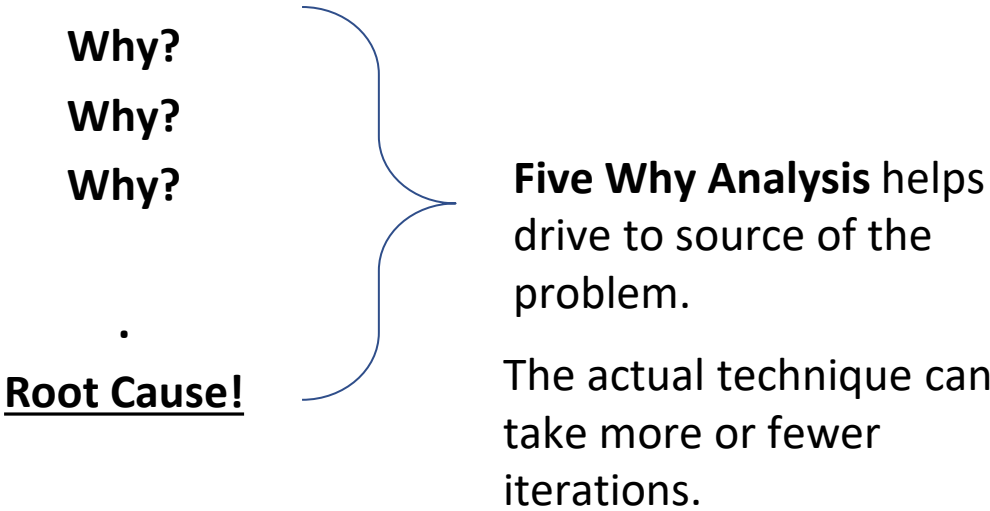 Why?
Why?
Why?
.
Root Cause!
Five Why Analysis helps
drive to source of the
problem.
The actual technique can
take more or fewer
iterations.